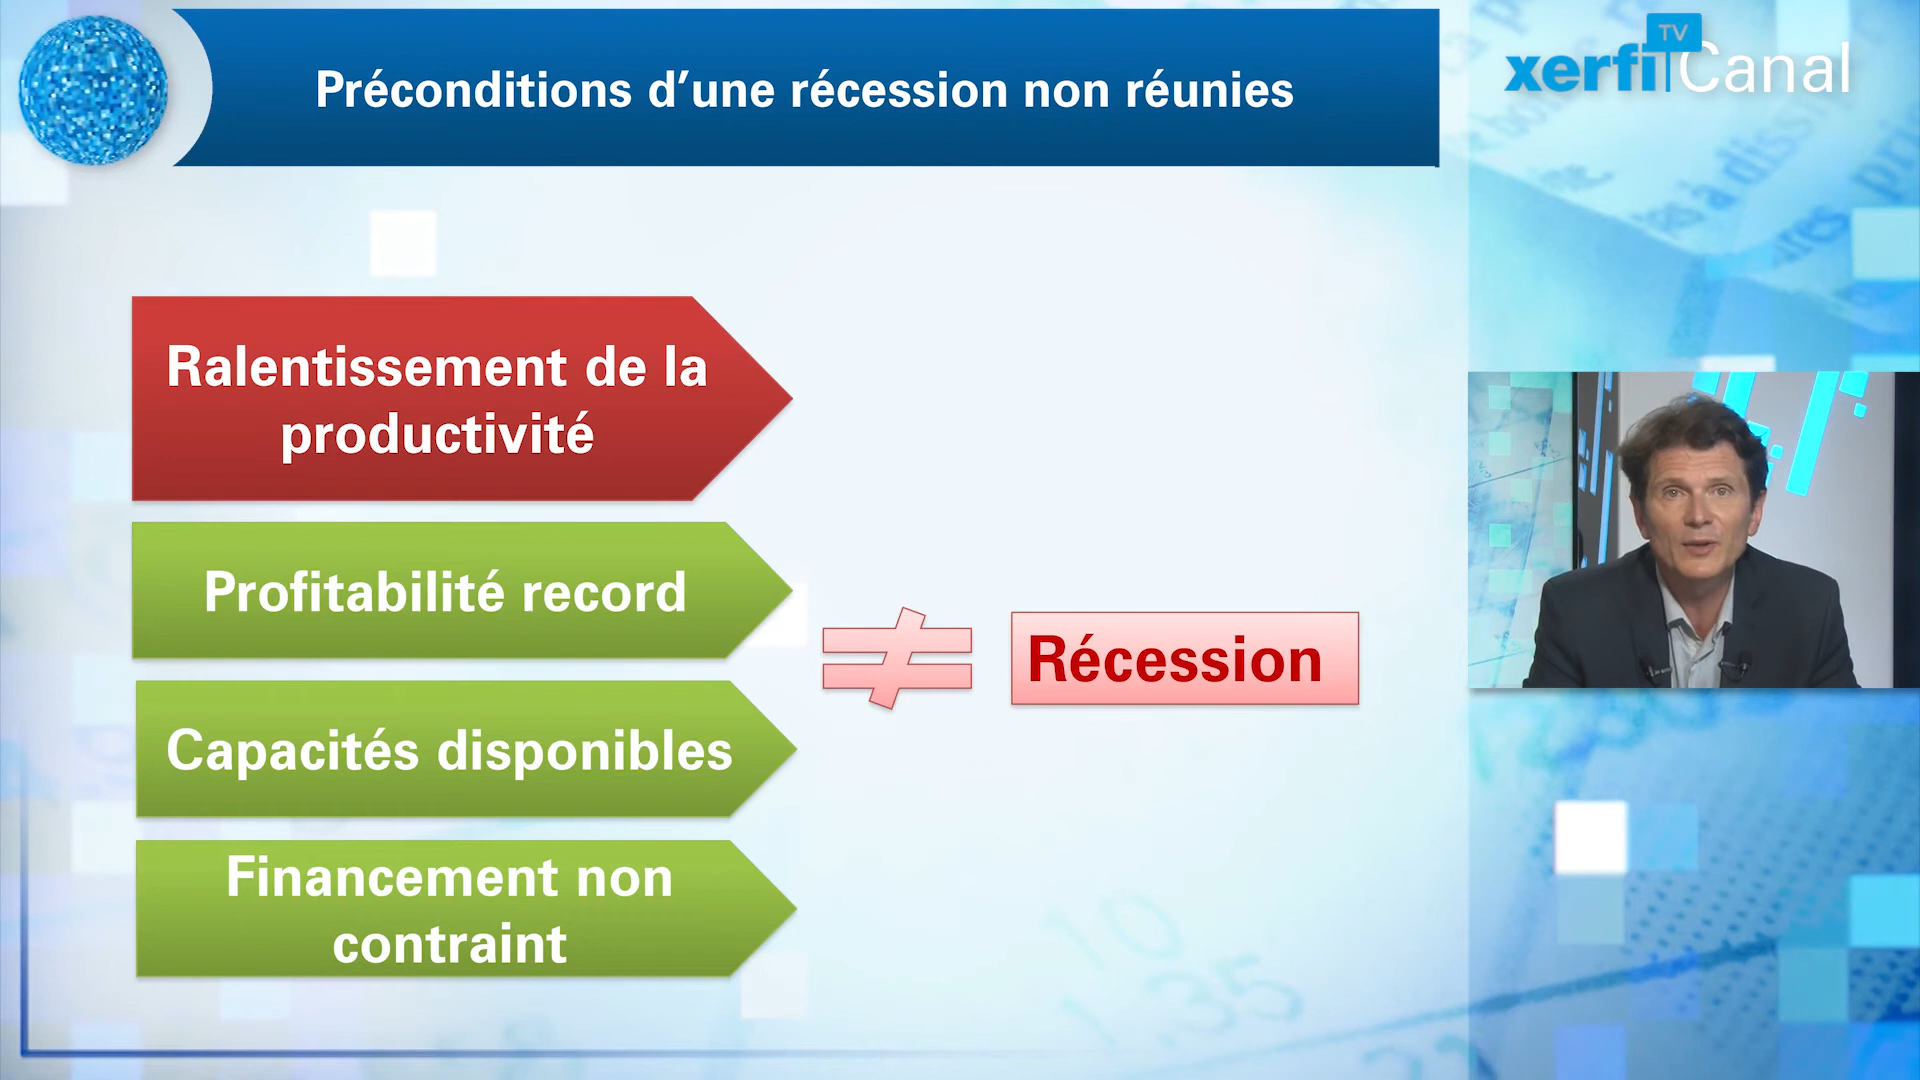 Préconditions d’une récession non réunies
xerfi TV Canal
Ralentissement de la
productivité
Profitabilité record
≠
Récession
Capacités disponibles
Financement non
contraint